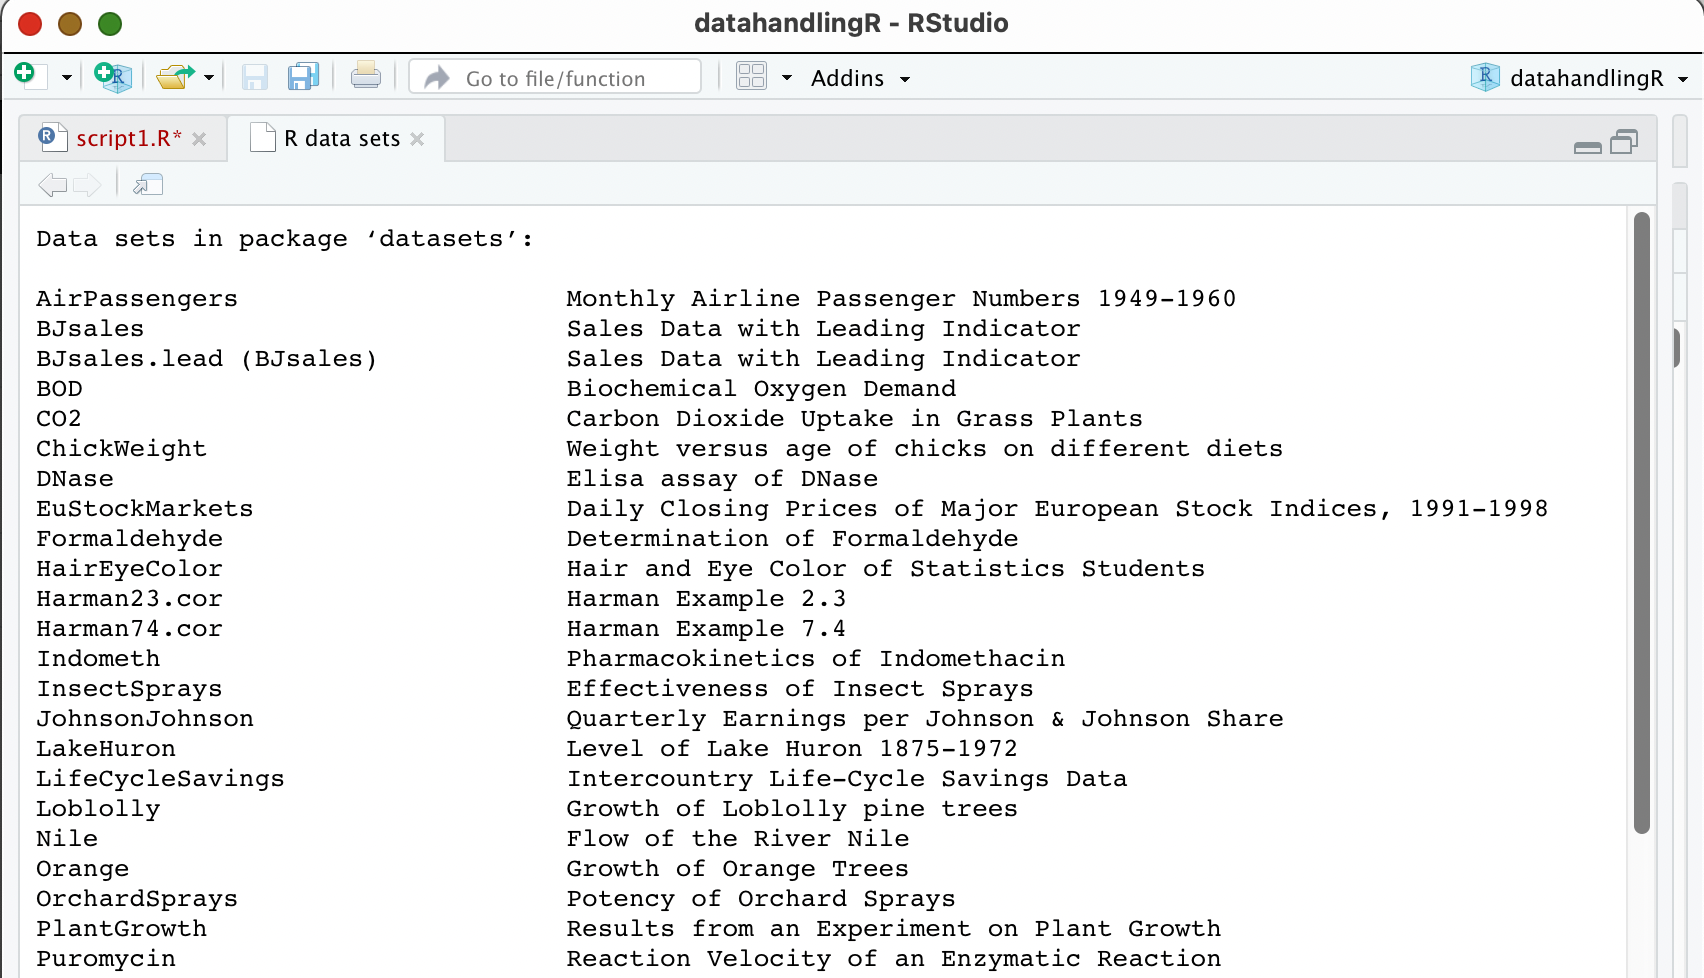 datahandlingR - RStudio
Go to file/function
Addins
datahandlingR
script1.R*
R data sets
Data sets in package ‘datasets’:
AirPassengers Monthly Airline Passenger Numbers 1949-1960
BJsales Sales Data with Leading Indicator
BJsales.lead (BJsales) Sales Data with Leading Indicator
BOD Biochemical Oxygen Demand
CO2 Carbon Dioxide Uptake in Grass Plants
ChickWeight Weight versus age of chicks on different diets
DNase Elisa assay of DNase
EuStockMarkets Daily Closing Prices of Major European Stock Indices, 1991-1998
Formaldehyde Determination of Formaldehyde
HairEyeColor Hair and Eye Color of Statistics Students
Harman23.cor Harman Example 2.3
Harman74.cor Harman Example 7.4
Indometh Pharmacokinetics of Indomethacin
InsectSprays Effectiveness of Insect Sprays
JohnsonJohnson Quarterly Earnings per Johnson & Johnson Share
LakeHuron Level of Lake Huron 1875-1972
LifeCycleSavings Intercountry Life-Cycle Savings Data
Loblolly Growth of Loblolly pine trees
Nile Flow of the River Nile
Orange Growth of Orange Trees
OrchardSprays Potency of Orchard Sprays
PlantGrowth Results from an Experiment on Plant Growth
Puromycin Reaction Velocity of an Enzymatic Reaction